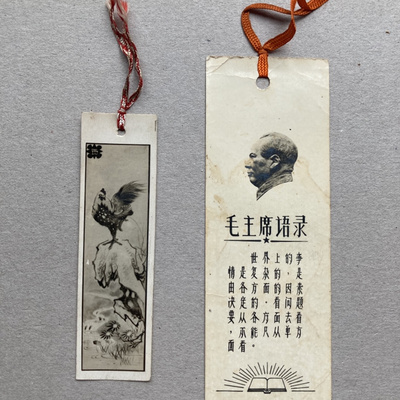 毛主席语录
世界上的事
情是复杂的，是
由各方面的因素
决定的。看问题
要从各方面去看
，不能只从单方
面看。